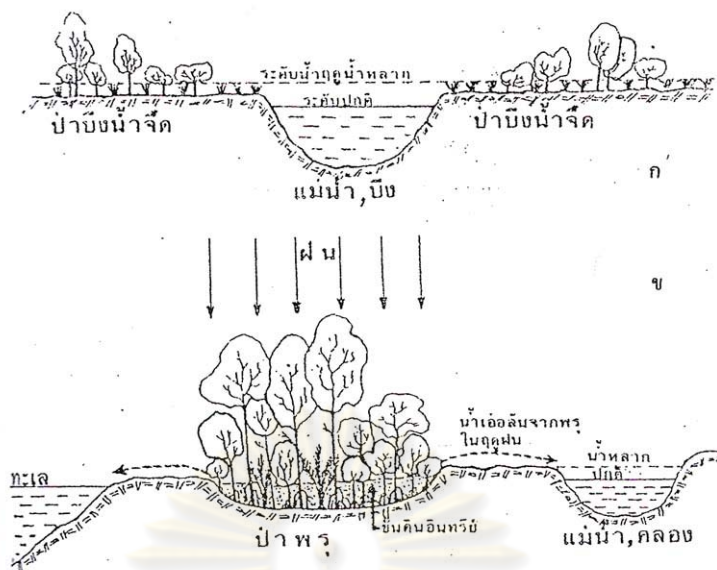 ระดับน้ำฤดูน้ำหลาก
ระดับปกติ
ป่าบึงน้ำจืด
ป่าบึงน้ำจืด
แม่น้ำ,บึง
ก
ฝน
ข
น้ำเอ่อล้นจากพรุ
ในฤดูฝน
น้ำหลาก
ปกติ
ทะเล
ชั้นดินอินทรีย์
ป่าพรุ
แม่น้ำ,คลอง